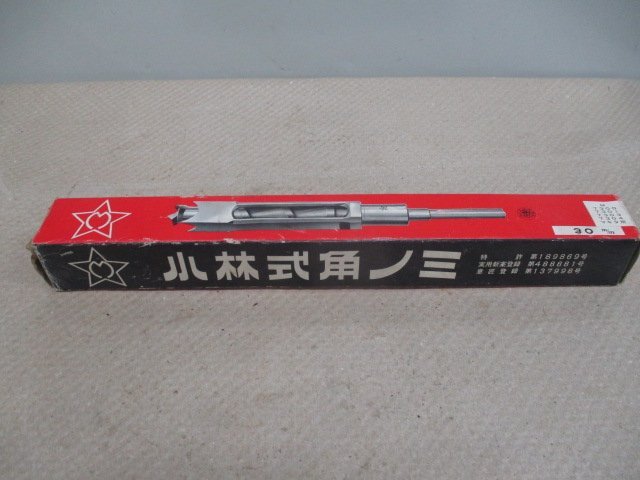 30 m/m
小林式角ノミ
特許 第189869号
実用新案登録 第488681号
意匠登録 第137998号